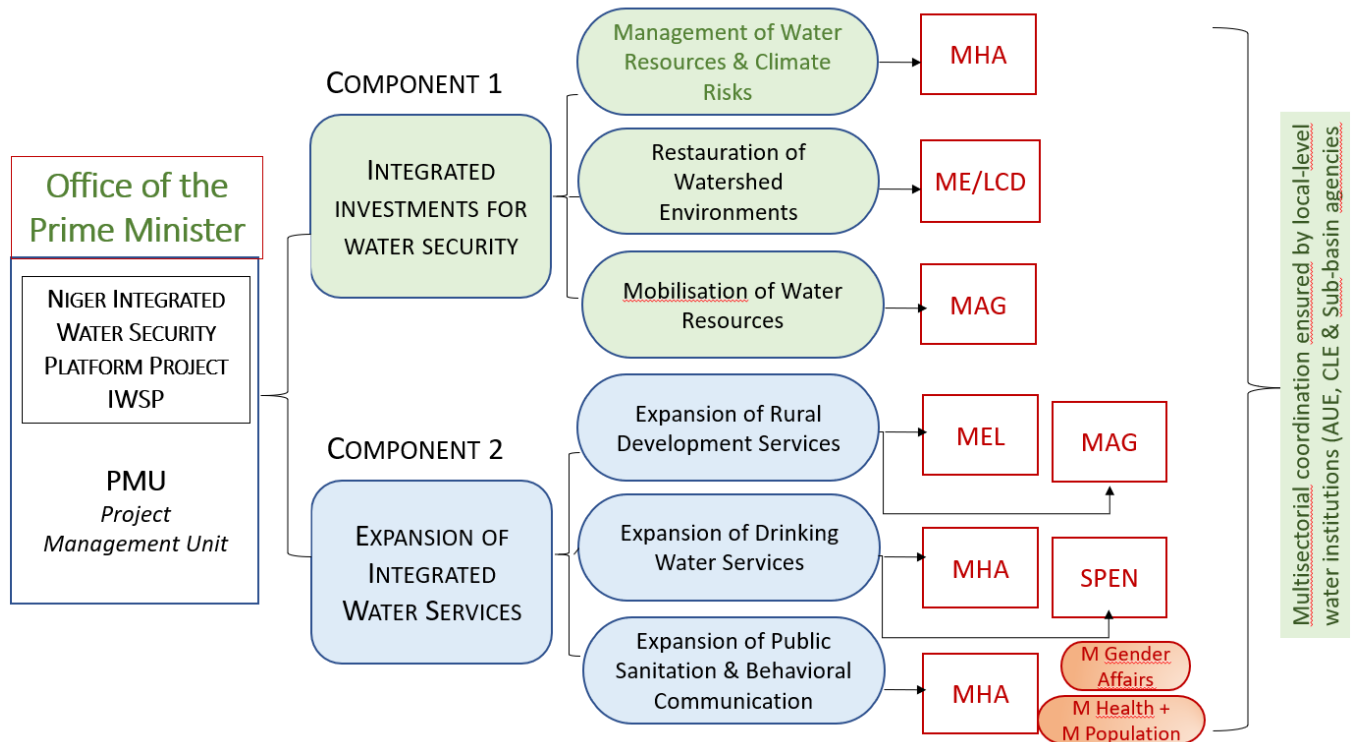 Office of the
Prime Minister
NIGER INTEGRATED
WATER SECURITY
PLATFORM PROJECT
IWSP
PMU
Project
Management Unit
COMPONENT 1
INTEGRATED
INVESTMENTS FOR
WATER SECURITY
Management of Water
Resources & Climate
Risks
MHA
Restauration of
Watershed
Environments
ME/LCD
Mobilisation of Water
Resources
MAG
COMPONENT 2
EXPANSION OF
INTEGRATED
WATER SERVICES
Expansion of Rural
Development Services
MEL
MAG
Expansion of Drinking
Water Services
MHA
SPEN
Expansion of Public
Sanitation & Behavioral
Communication
MHA
M Gender
Affairs
M Health +
M Population
Multisectorial coordination ensured by local-level
water institutions (AUE, CLE & Sub-basin agencies